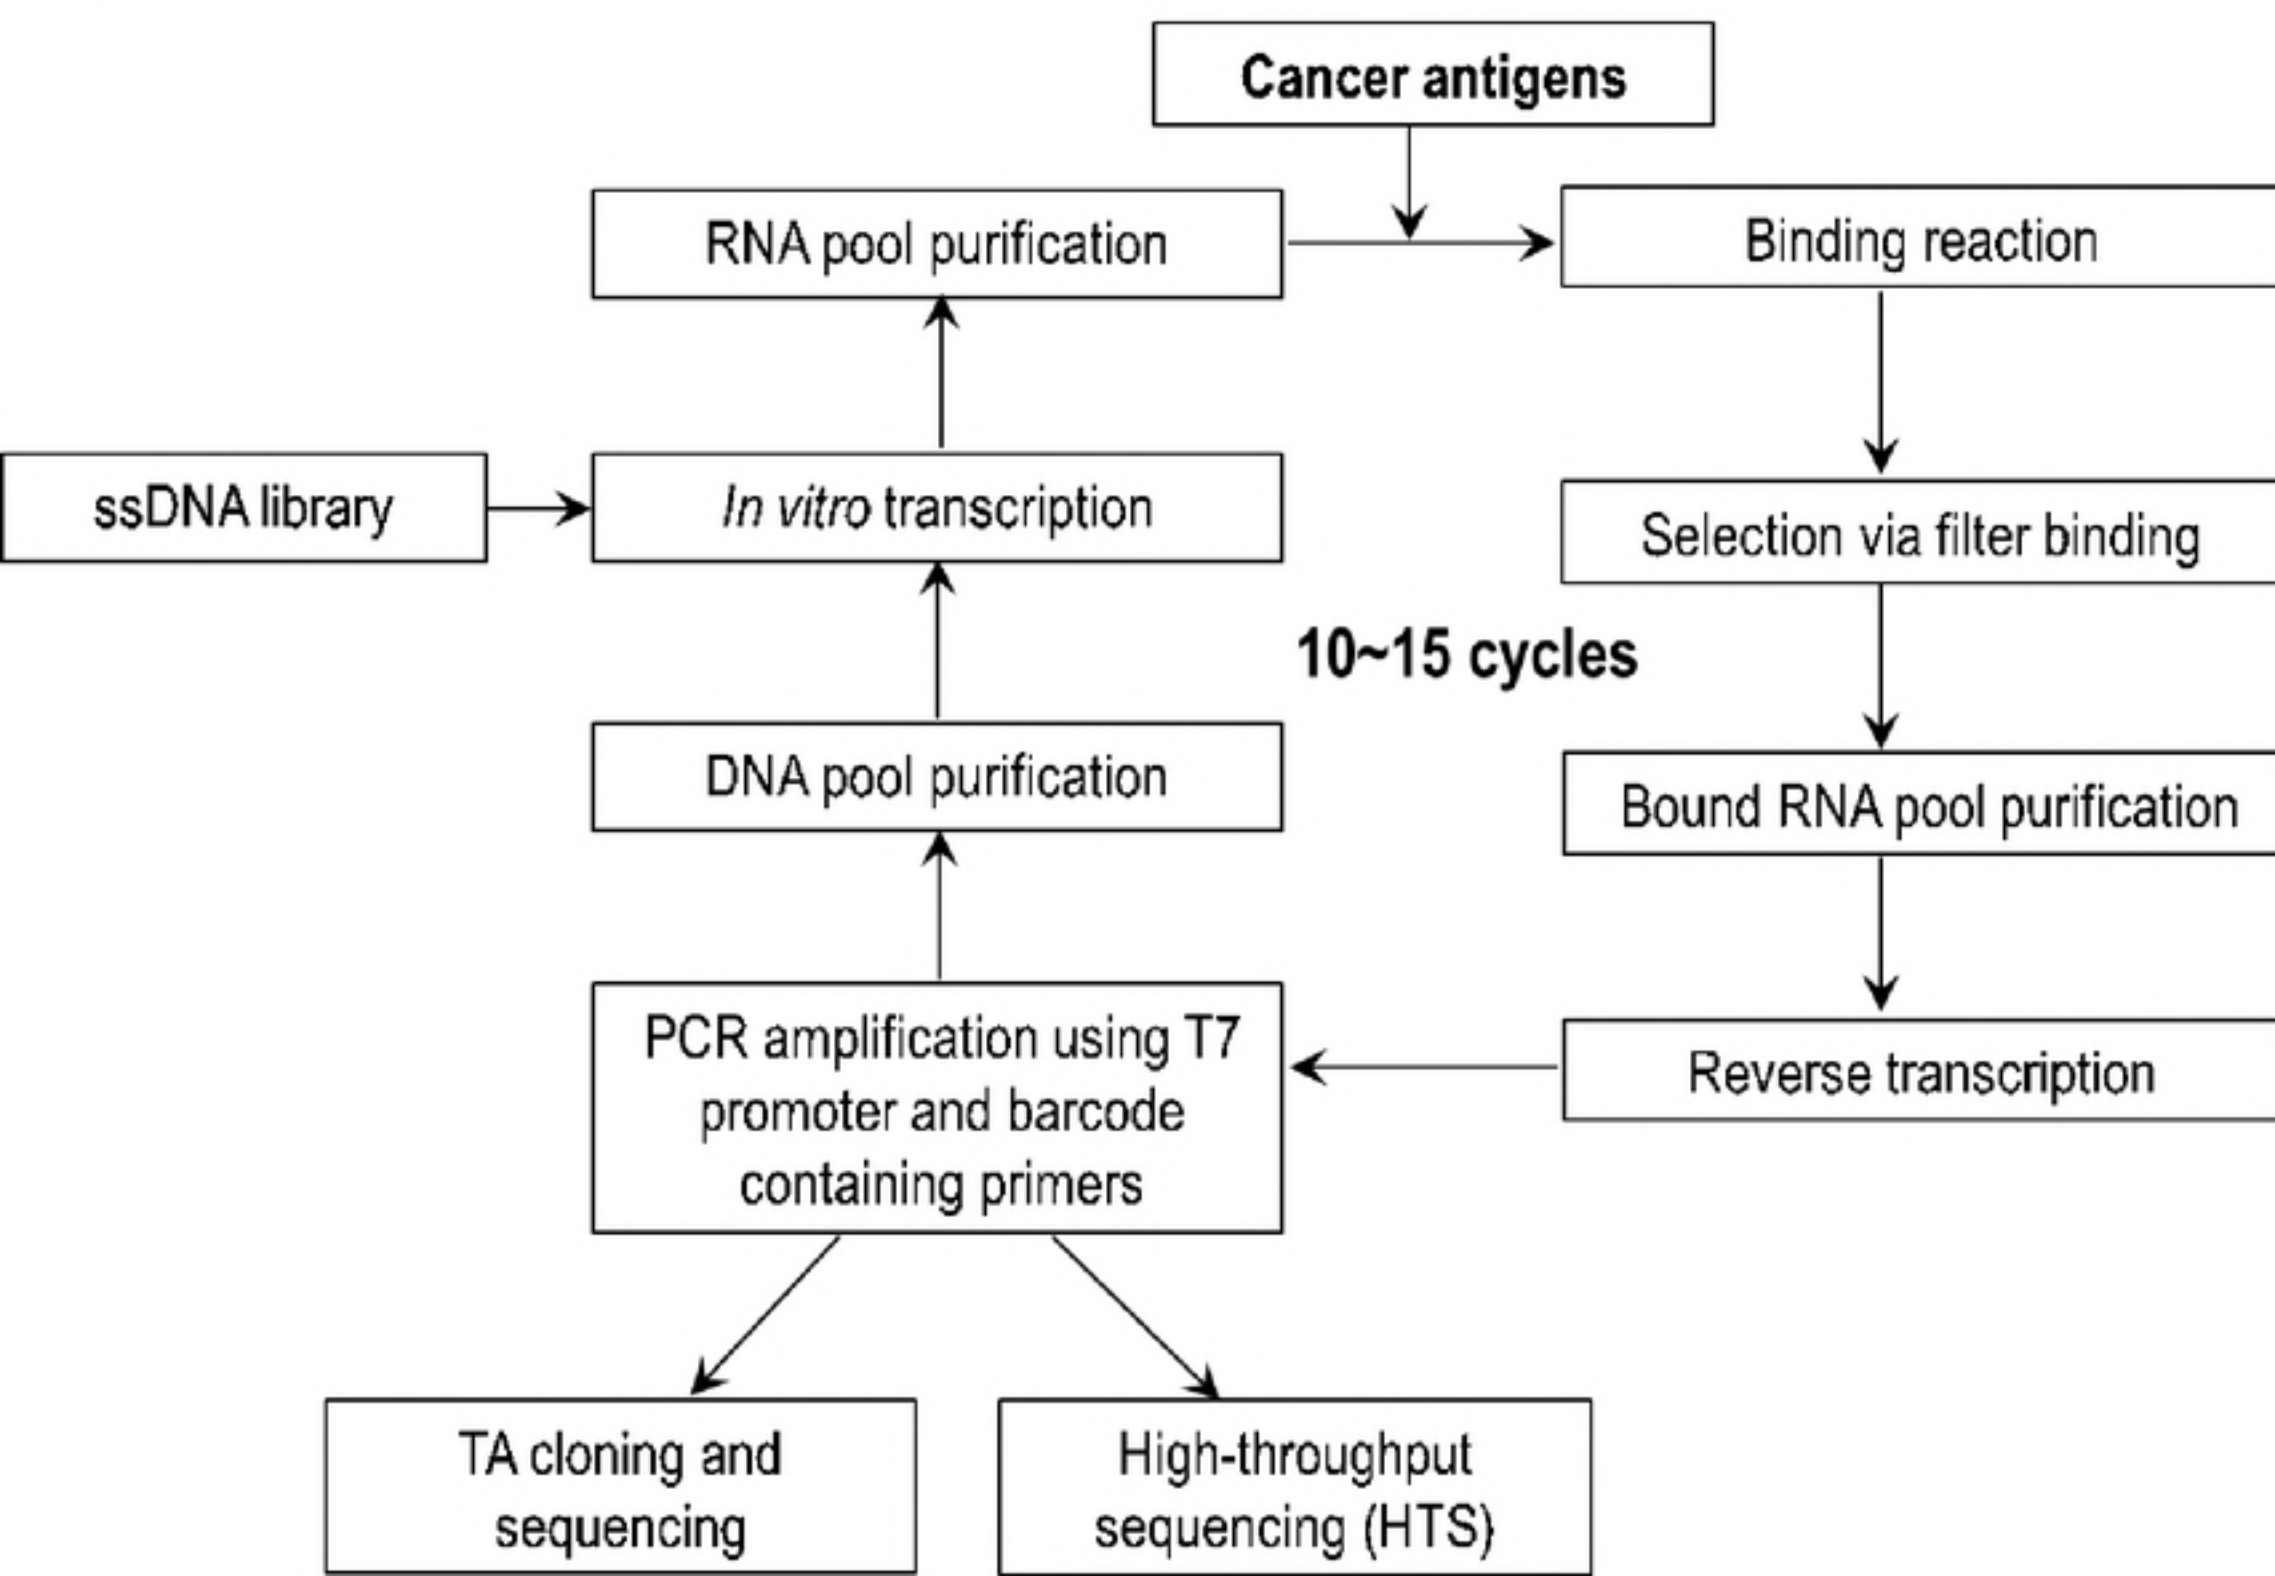 Cancer antigens
RNA pool purification
Binding reaction
ssDNA library
In vitro transcription
Selection via filter binding
10~15 cycles
DNA pool purification
Bound RNA pool purification
PCR amplification using T7
promoter and barcode
containing primers
Reverse transcription
TA cloning and
sequencing
High-throughput
sequencing (HTS)